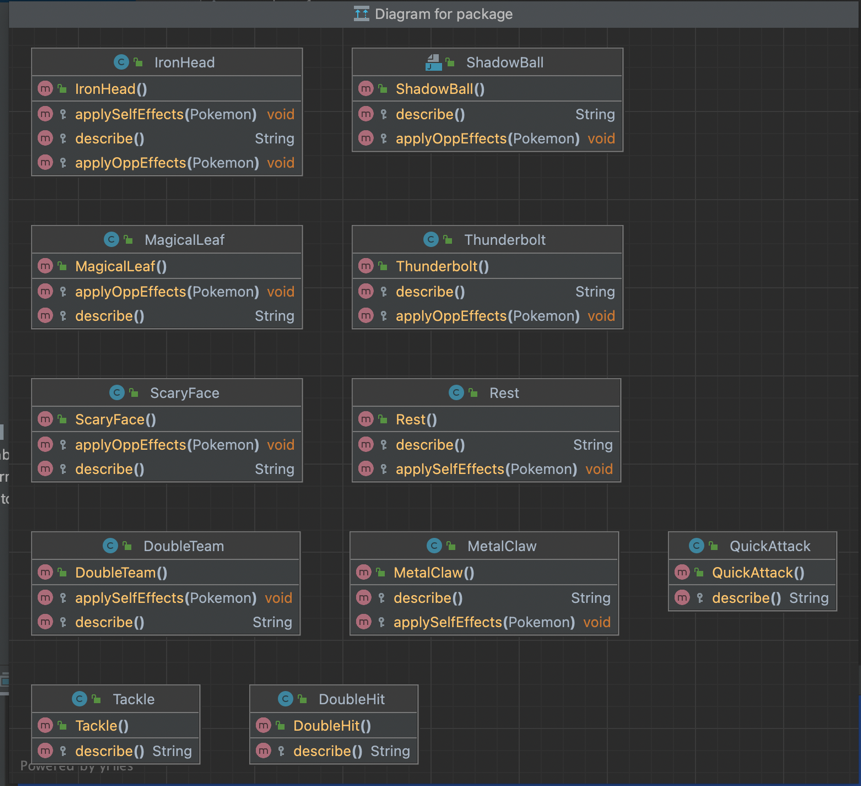 Diagram for package
IronHead
IronHead()
applySelfEffects(Pokemon) void
describe() String
applyOppEffects(Pokemon) void
ShadowBall
ShadowBall()
describe() String
applyOppEffects(Pokemon) void
MagicalLeaf
MagicalLeaf()
applyOppEffects(Pokemon) void
describe() String
Thunderbolt
Thunderbolt()
describe() String
applyOppEffects(Pokemon) void
ScaryFace
ScaryFace()
applyOppEffects(Pokemon) void
describe() String
Rest
Rest()
describe() String
applySelfEffects(Pokemon) void
DoubleTeam
DoubleTeam()
applySelfEffects(Pokemon) void
describe() String
MetalClaw
MetalClaw()
describe() String
applySelfEffects(Pokemon) void
QuickAttack
QuickAttack()
describe() String
Tackle
Tackle()
describe() String
DoubleHit
DoubleHit()
describe() String
Powered by yFiles